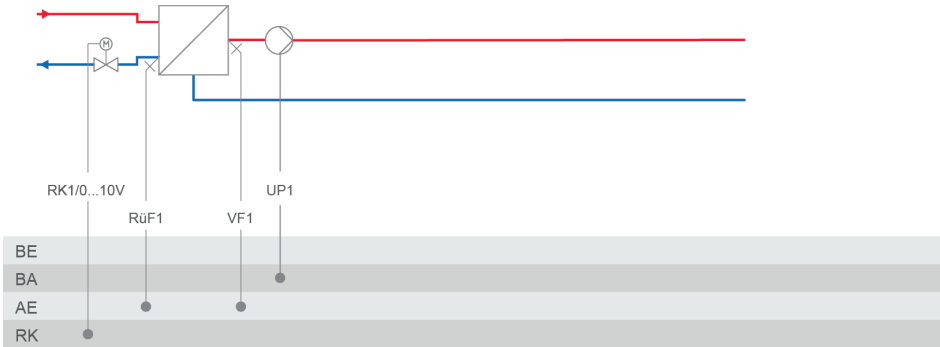 M
RK1/0...10V
UP1
RüF1
VF1
BE
BA
AE
RK